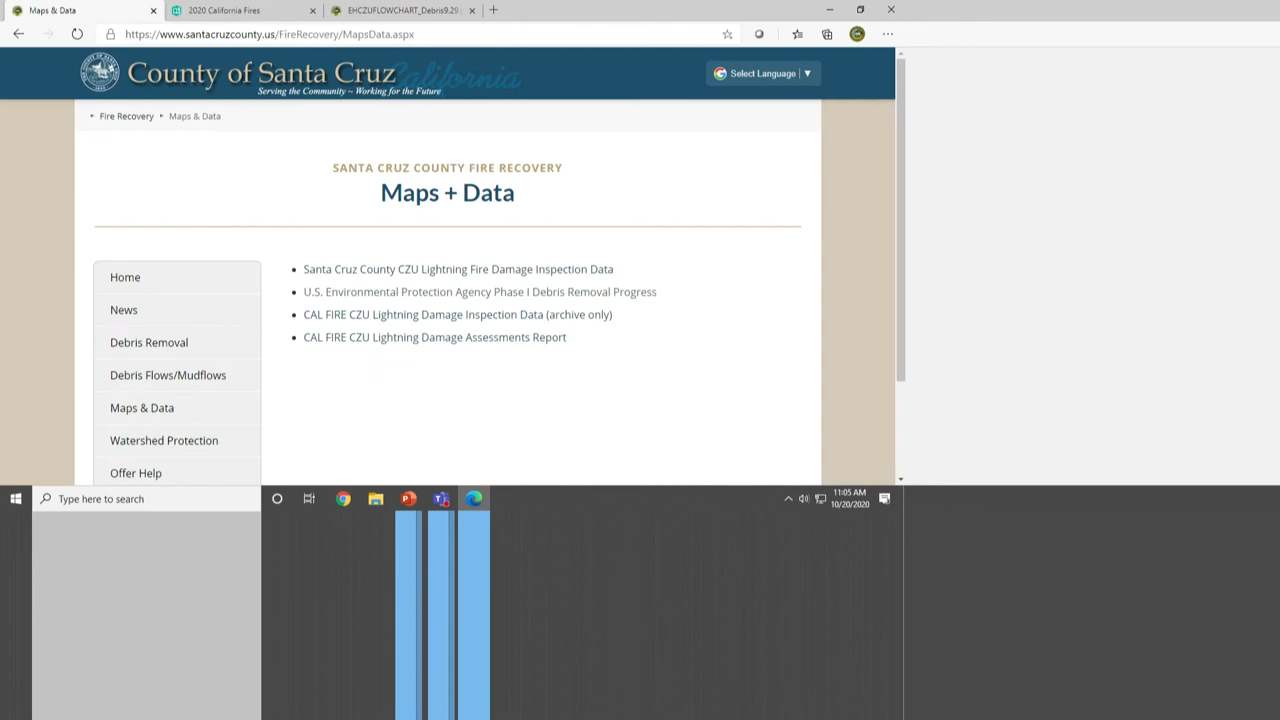 Maps & Data
2020 California Fires
EHCZUFLOWCHART_Debris9.29
https://www.santacruzcounty.us/FireRecovery/MapsData.aspx
County of Santa Cruz California
Serving the Community ~ Working for the Future
Select Language
Fire Recovery
Maps & Data
SANTA CRUZ COUNTY FIRE RECOVERY
Maps + Data
Home
News
Debris Removal
Debris Flows/Mudflows
Maps & Data
Watershed Protection
Offer Help
Santa Cruz County CZU Lightning Fire Damage Inspection Data
U.S. Environmental Protection Agency Phase I Debris Removal Progress
CAL FIRE CZU Lightning Damage Inspection Data (archive only)
CAL FIRE CZU Lightning Damage Assessments Report
Type here to search
11:05 AM
10/20/2020